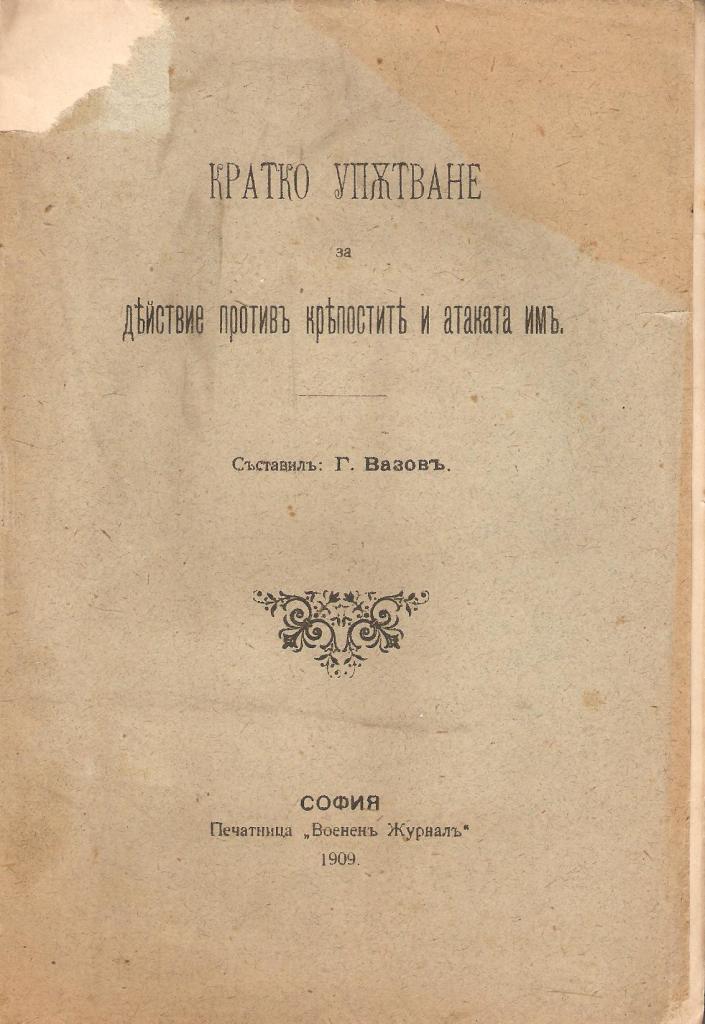 КРАТКО УПѪТВАНЕ
за
дѣйствие противъ крѣпоститѣ и атаката имъ.
Съставилъ: Г. Вазовъ.
СОФИЯ
Печатница „Воененъ Журналъ“
1909.